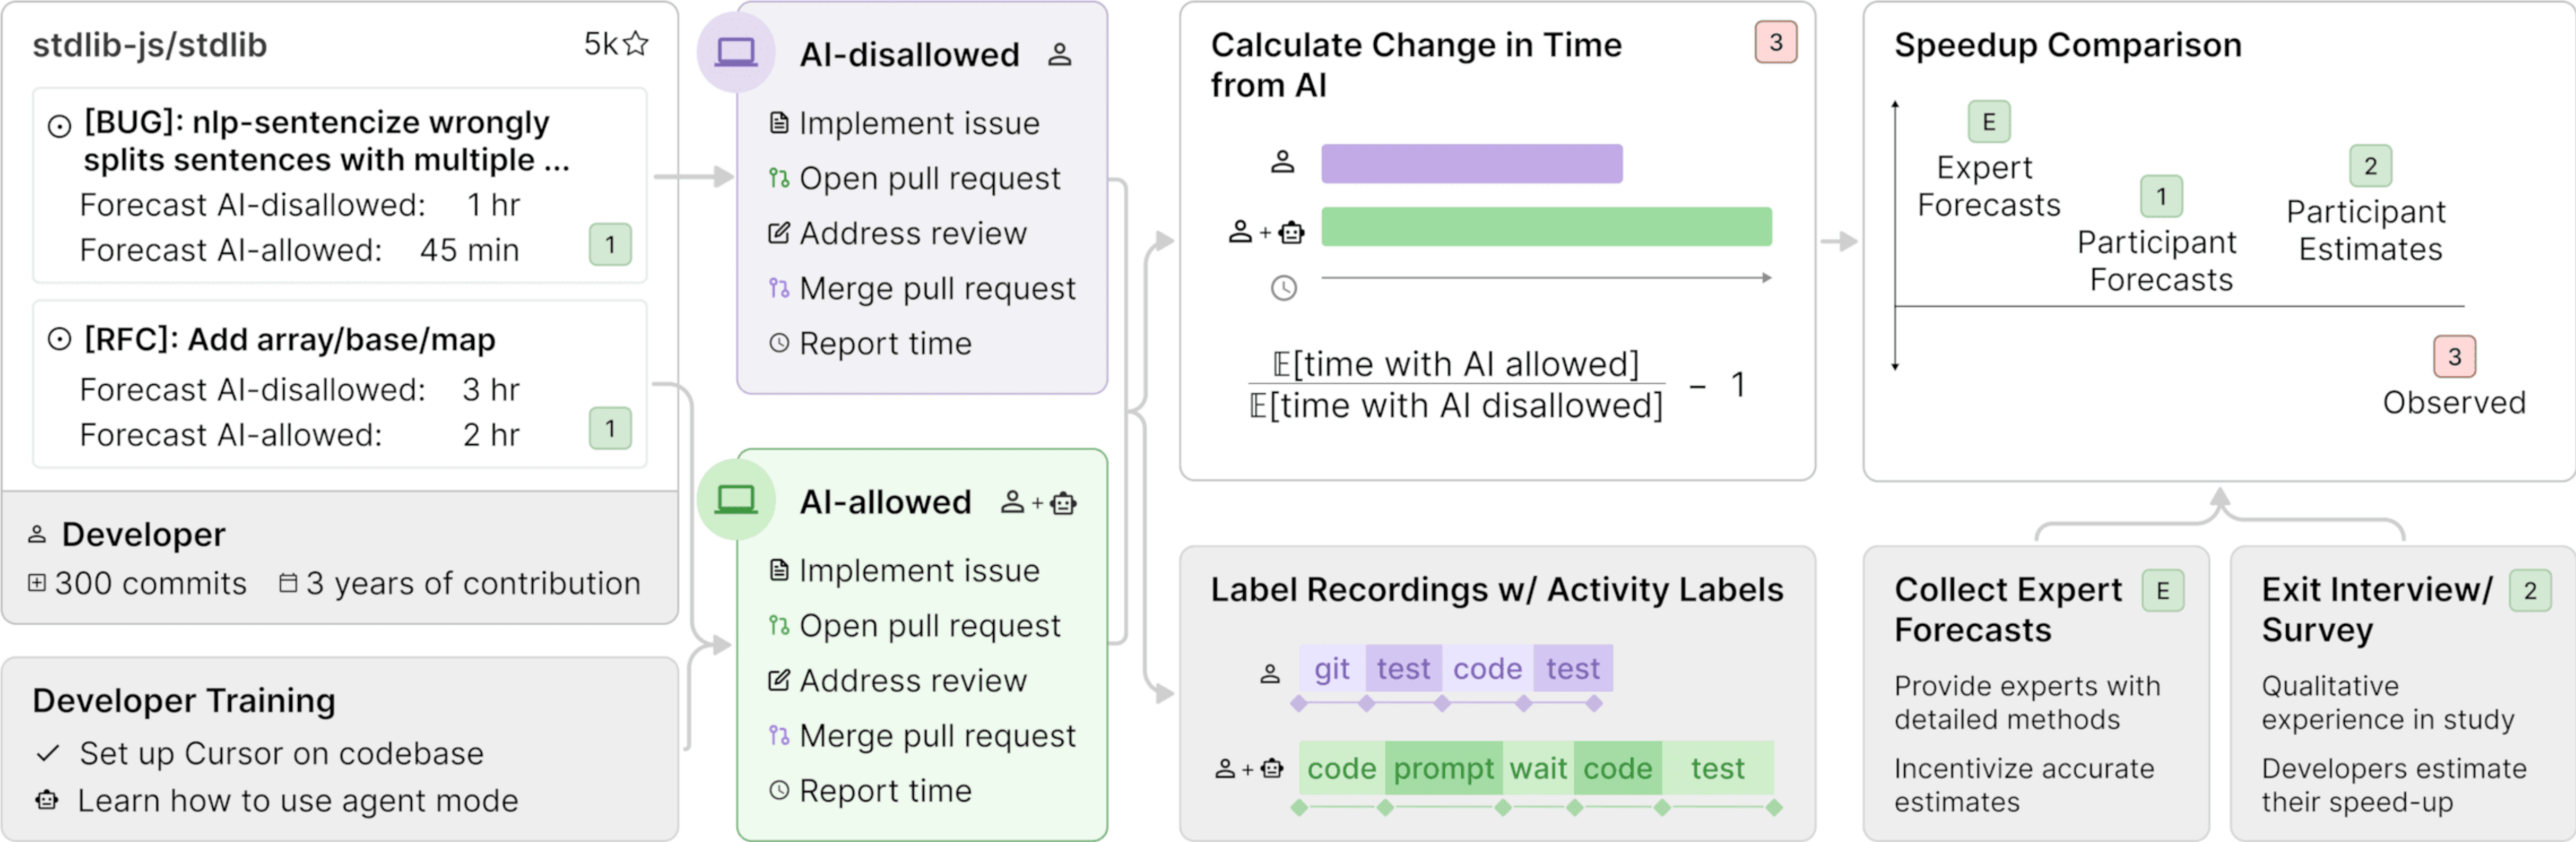 stdlib-js/stdlib
5k
[BUG]: nlp-sentencize wrongly
splits sentences with multiple ...
Forecast AI-disallowed: 1 hr
Forecast AI-allowed: 45 min
1
[RFC]: Add array/base/map
Forecast AI-disallowed: 3 hr
Forecast AI-allowed: 2 hr
1
Developer
300 commits 3 years of contribution
Developer Training
Set up Cursor on codebase
Learn how to use agent mode
AI-disallowed
Implement issue
Open pull request
Address review
Merge pull request
Report time
AI-allowed
+
Implement issue
Open pull request
Address review
Merge pull request
Report time
Calculate Change in Time
from AI
3
+
𝔼[time with AI allowed]
𝔼[time with AI disallowed]
− 1
Label Recordings w/ Activity Labels
git test code test
+
code prompt wait code test
Speedup Comparison
E
Expert
Forecasts
1
Participant
Forecasts
2
Participant
Estimates
3
Observed
Collect Expert
Forecasts
E
Provide experts with
detailed methods
Incentivize accurate
estimates
Exit Interview/
Survey
2
Qualitative
experience in study
Developers estimate
their speed-up